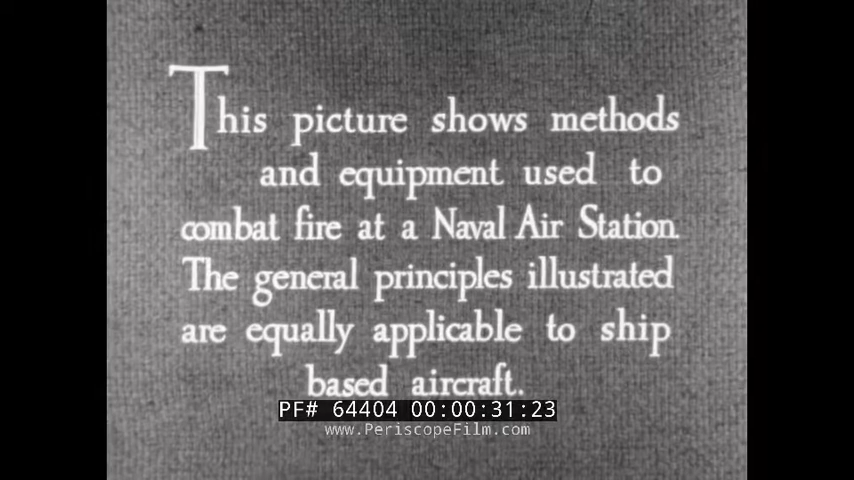 This picture shows methods
and equipment used to
combat fire at a Naval Air Station.
The general principles illustrated
are equally applicable to ship
based aircraft.
PF# 64404 00:00:31:23
www.PeriscopeFilm.com